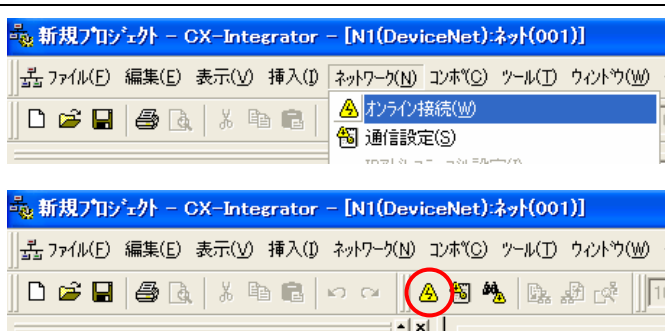 新規プロジェクト - CX-Integrator - [N1(DeviceNet):ネット(001)]
ファイル(F) 編集(E) 表示(V) 挿入(I) ネットワーク(N) コンポ(C) ツール(T) ウィンドウ(W)
オンライン接続(W)
通信設定(S)
新規プロジェクト - CX-Integrator - [N1(DeviceNet):ネット(001)]
ファイル(F) 編集(E) 表示(V) 挿入(I) ネットワーク(N) コンポ(C) ツール(T) ウィンドウ(W)